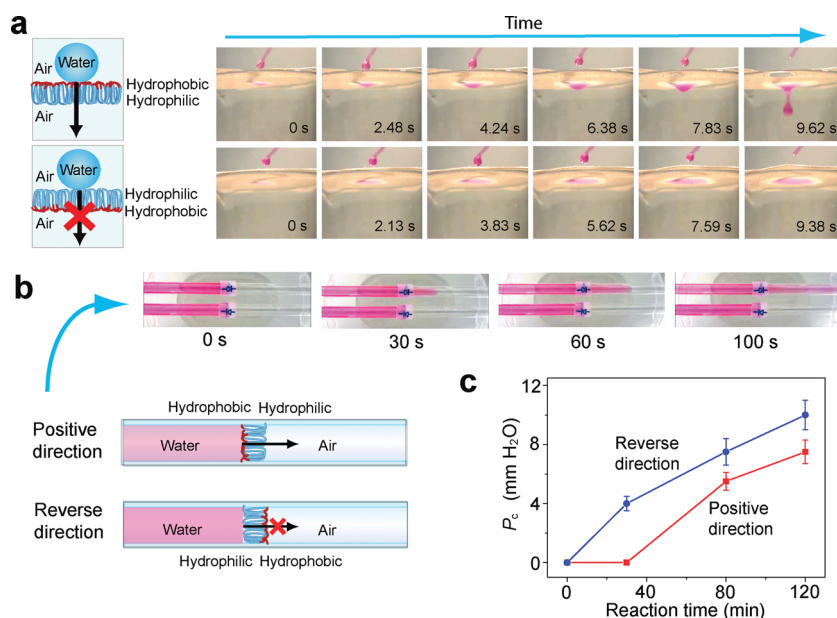 a
Time
Water
Air
Hydrophobic
Hydrophilic
Air
0 s
2.48 s
4.24 s
6.38 s
7.83 s
9.62 s
Water
Air
Hydrophilic
Hydrophobic
Air
0 s
2.13 s
3.83 s
5.62 s
7.59 s
9.38 s
b
0 s
30 s
60 s
100 s
Hydrophobic Hydrophilic
Positive
direction
Water
Air
Reverse
direction
Water
Air
Hydrophilic Hydrophobic
c
12
8
4
0
Pc (mm H2O)
Reverse
direction
Positive
direction
0
40
80
120
Reaction time (min)